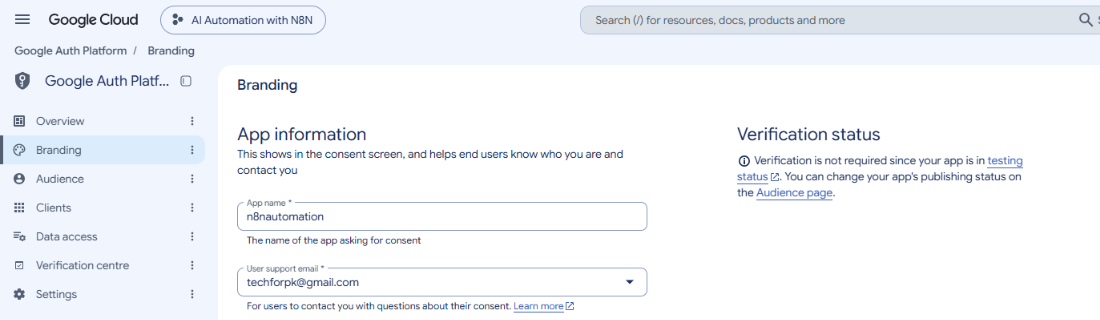 Google Cloud
AI Automation with N8N
Search (/) for resources, docs, products and more
Google Auth Platform / Branding
Google Auth Platf...
Overview
Branding
Audience
Clients
Data access
Verification centre
Settings
Branding
App information
This shows in the consent screen, and helps end users know who you are and
contact you
App name *
n8nautomation
The name of the app asking for consent
User support email *
techforpk@gmail.com
For users to contact you with questions about their consent. Learn more
Verification status
Verification is not required since your app is in testing
status. You can change your app's publishing status on
the Audience page.